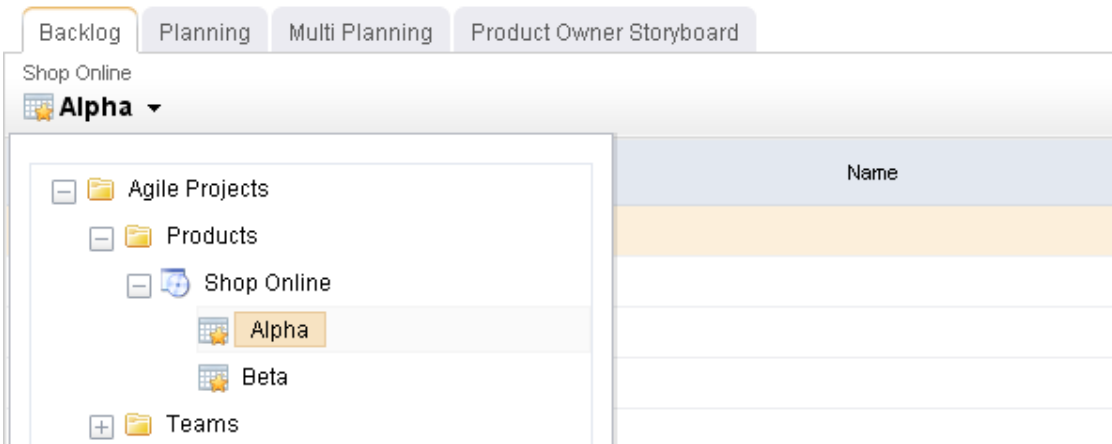 Backlog Planning Multi Planning Product Owner Storyboard
Shop Online
Alpha
Name
Agile Projects
Products
Shop Online
Alpha
Beta
Teams